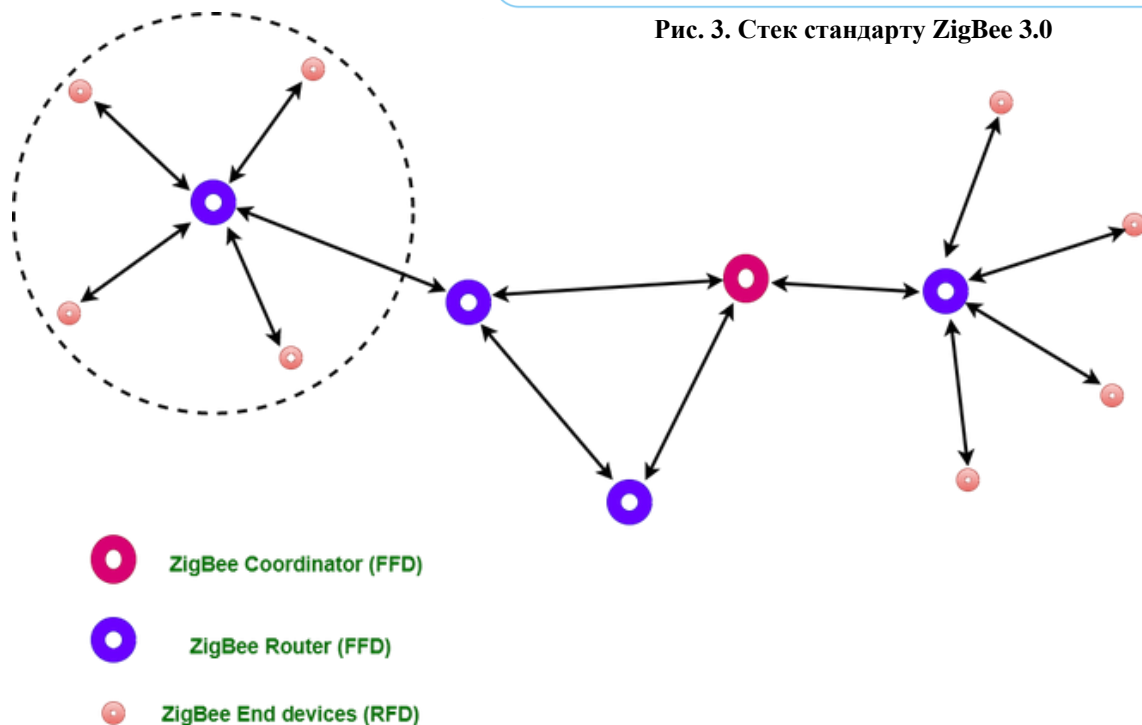 Рис. 3. Стек стандарту ZigBee 3.0
ZigBee Coordinator (FFD)
ZigBee Router (FFD)
ZigBee End devices (RFD)